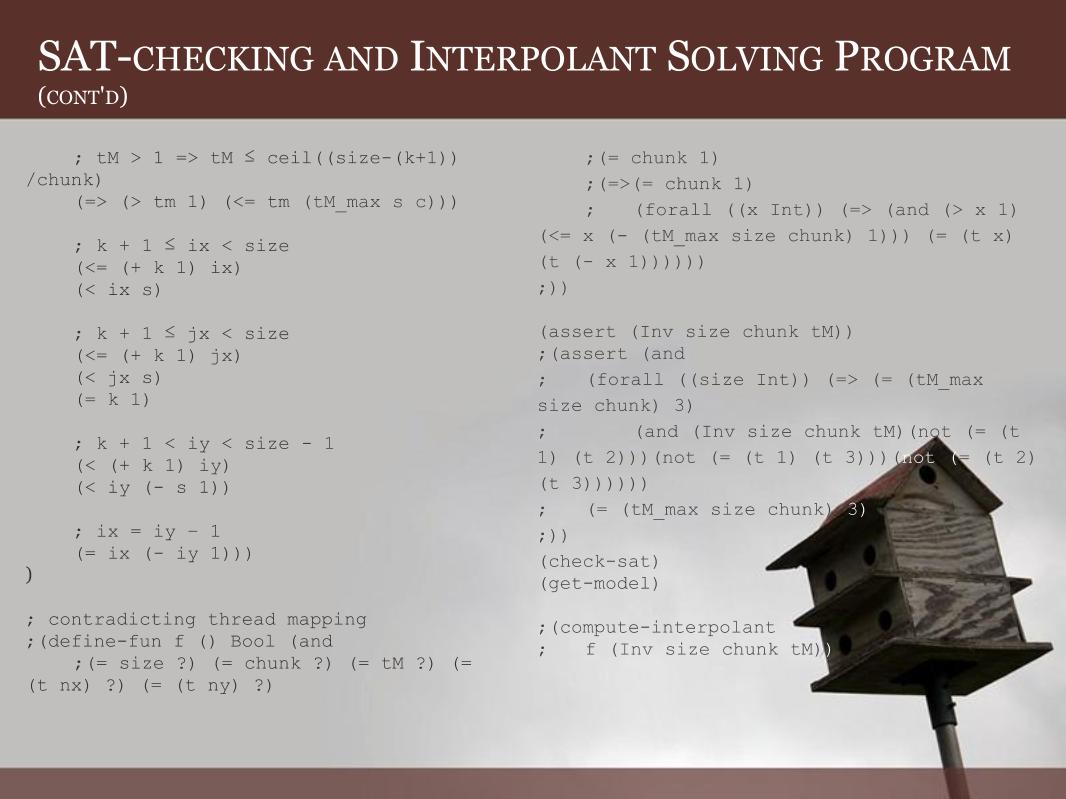 SAT-CHECKING AND INTERPOLANT SOLVING PROGRAM
(CONT'D)
; tM > 1 => tM ≤ ceil((size-(k+1))
/chunk)
(=> (> tm 1) (<= tm (tM_max s c)))
; k + 1 ≤ ix < size
(<= (+ k 1) ix)
(< ix s)
; k + 1 ≤ jx < size
(<= (+ k 1) jx)
(< jx s)
(= k 1)
; k + 1 < iy < size - 1
(< (+ k 1) iy)
(< iy (- s 1))
; ix = iy – 1
(= ix (- iy 1)))
)
; contradicting thread mapping
;(define-fun f () Bool (and
;(= size ?) (= chunk ?) (= tM ?) (=
(t nx) ?) (= (t ny) ?)
;(= chunk 1)
;(=>(= chunk 1)
; (forall ((x Int)) (=> (and (> x 1)
(<= x (- (tM_max size chunk) 1))) (= (t x)
(t (- x 1))))))
;))
(assert (Inv size chunk tM))
;(assert (and
; (forall ((size Int)) (=> (= (tM_max
size chunk) 3)
; (and (Inv size chunk tM)(not (= (t
1) (t 2)))(not (= (t 1) (t 3)))(not (= (t 2)
(t 3))))))
; (= (tM_max size chunk) 3)
;))
(check-sat)
(get-model)
;(compute-interpolant
; f (Inv size chunk tM))